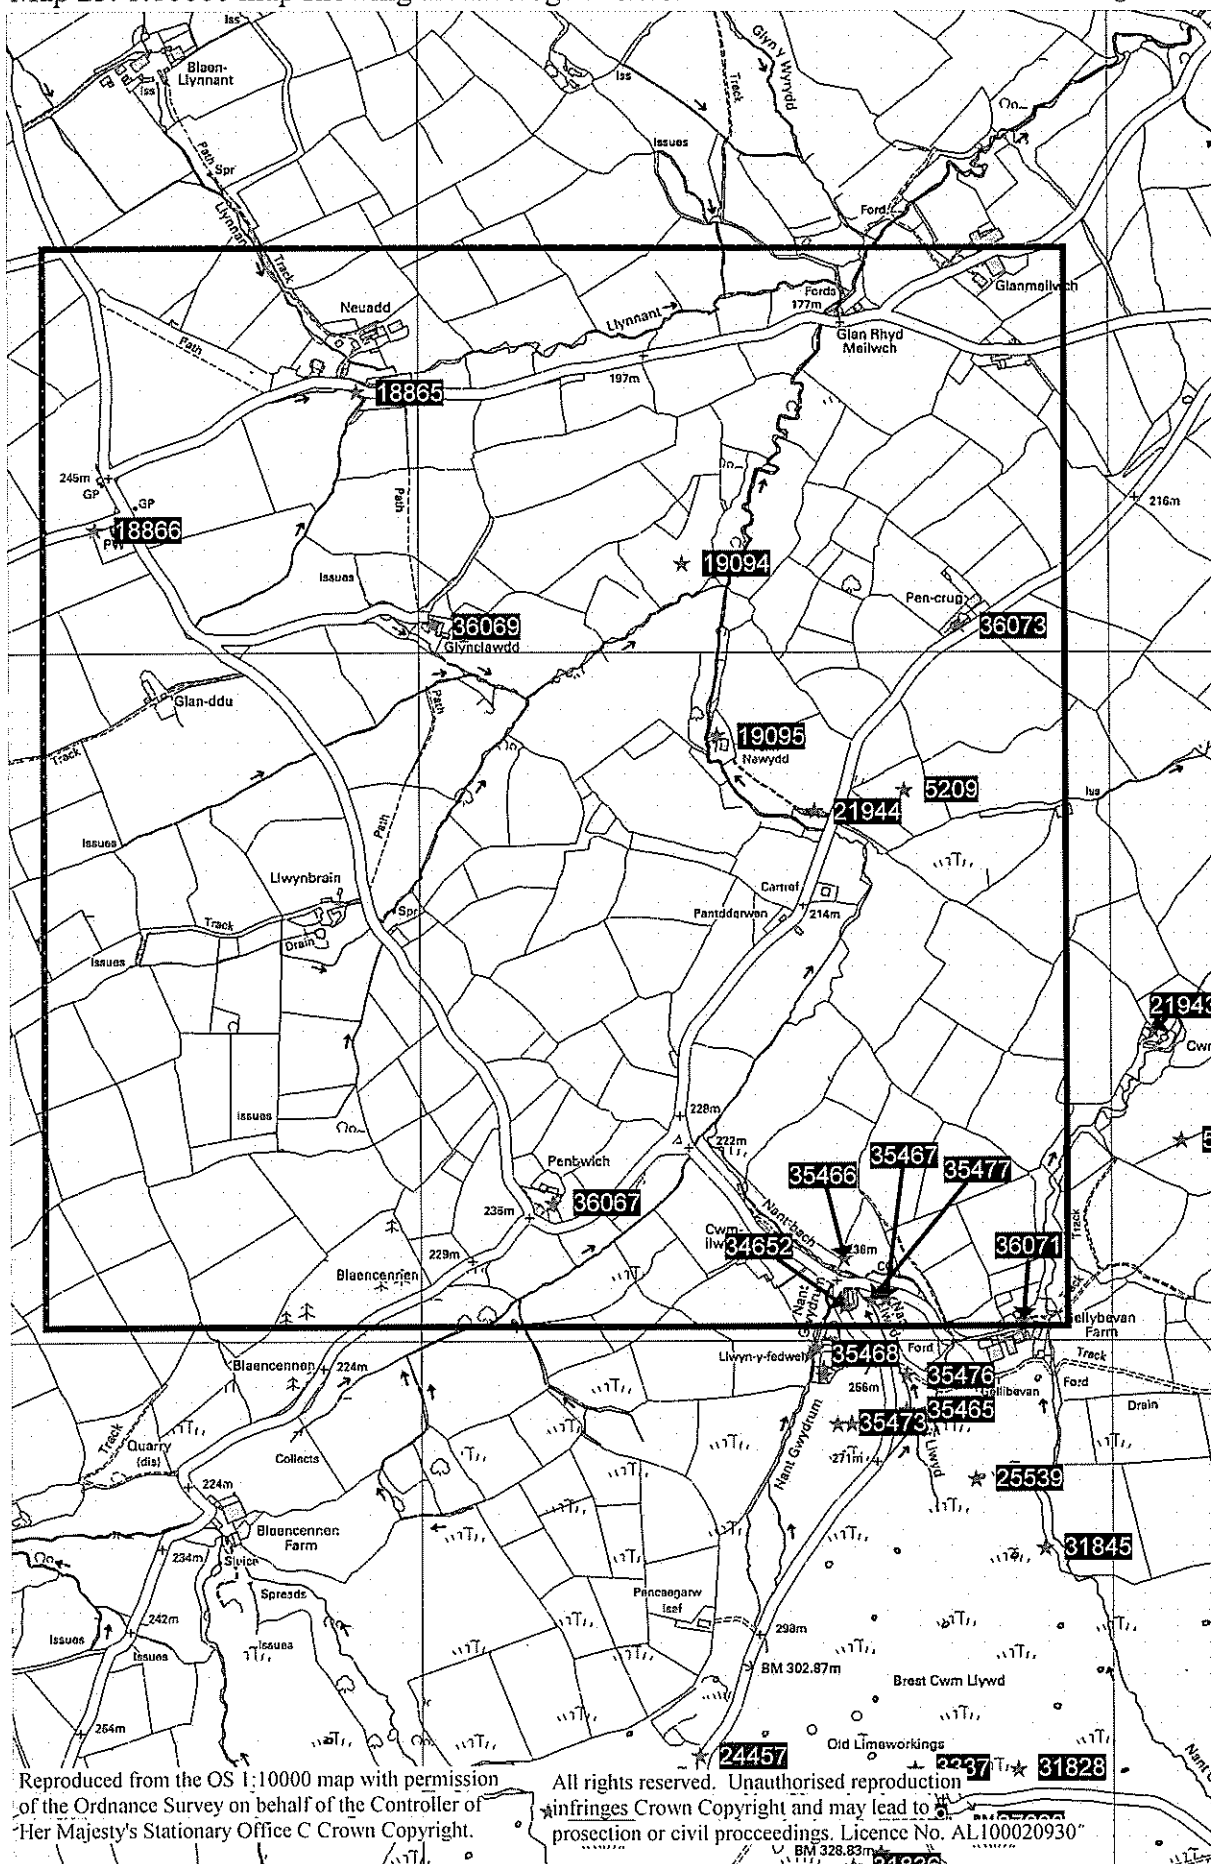 Iss
Blaen-
Llynnant
Iss
Path
Spr
Llynnant
Track
Iss
Track
Glyn y Wyrydd
Issues
Ford
Neuadd
Path
Llynnant
Fords
177m
Glanmeilwch
Glan Rhyd
Meilwch
197m
18865
245m
GP
GP
18866
Path
216m
19094
Issues
Pen-crug
36069
36073
Glynclawdd
Glan-ddu
Track
Path
19095
Newydd
5209
21944
Iss
Issues
Path
Llwynbrain
Cartref
Track
Spr
Pantdderwen
214m
Drain
Issues
21943
Issues
228m
222m
35467
35466
35477
Pentwich
36067
Nant-bach
235m
Cwm-
34652
36071
Track
229m
Blaencennen
Nant Gwydrum
Gellybevan
Farm
Llwyn-y-fedwen
35468
Ford
Track
Blaencennen
224m
35476
Ford
256m
Gellibevan
35465
Drain
35473
Track
Quarry
(dis)
Collects
Nant Gwydrum
271m
25539
224m
Blaencennen
Farm
31845
234m
Spreads
Pencaegarw
Isaf
242m
Issues
Issues
Issues
298m
BM 302.87m
Brest Cwm Llwyd
254m
24457
Old Limeworkings
31828
Reproduced from the OS 1:10000 map with permission
of the Ordnance Survey on behalf of the Controller of
Her Majesty's Stationary Office C Crown Copyright.
All rights reserved. Unauthorised reproduction
infringes Crown Copyright and may lead to
prosection or civil procceedings. Licence No. AL100020930
BM 328.83m